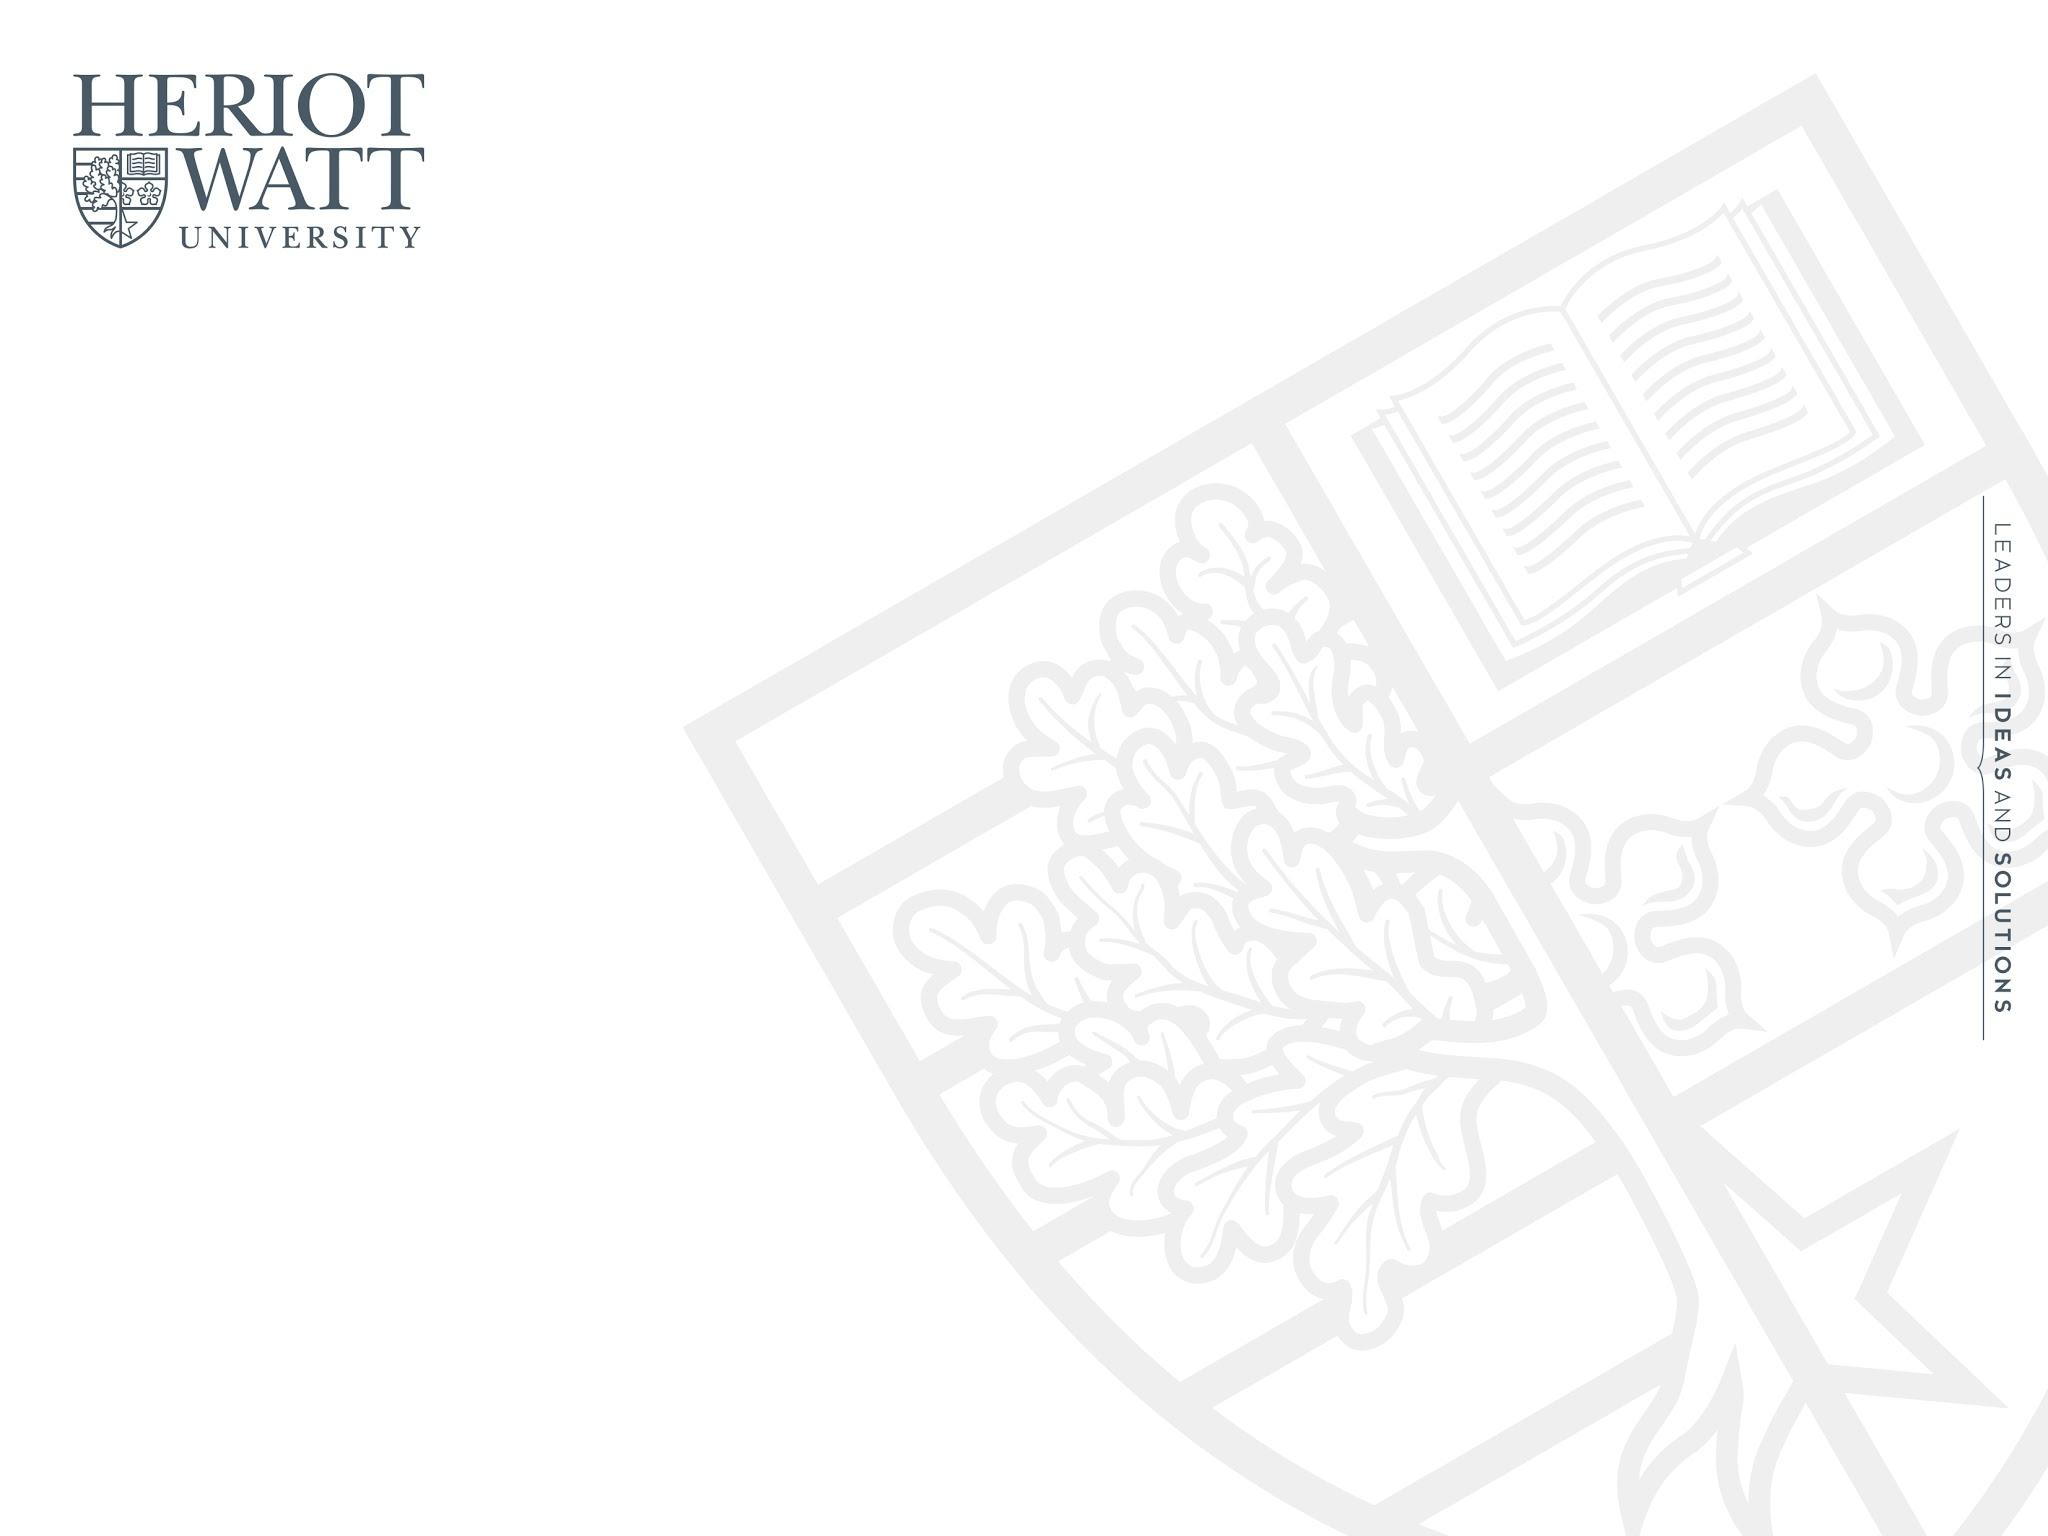 HERIOT
WATT
UNIVERSITY
LEADERS IN IDEAS AND SOLUTIONS